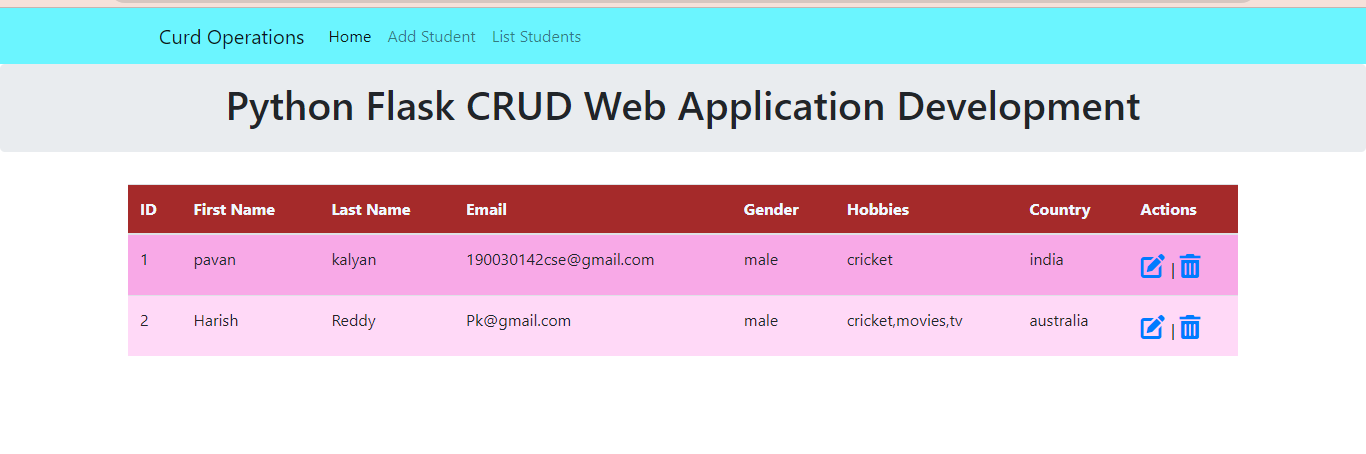 Curd Operations Home Add Student List Students
Python Flask CRUD Web Application Development
ID First Name Last Name Email Gender Hobbies Country Actions
1 pavan kalyan 190030142cse@gmail.com male cricket india |
2 Harish Reddy Pk@gmail.com male cricket,movies,tv australia |